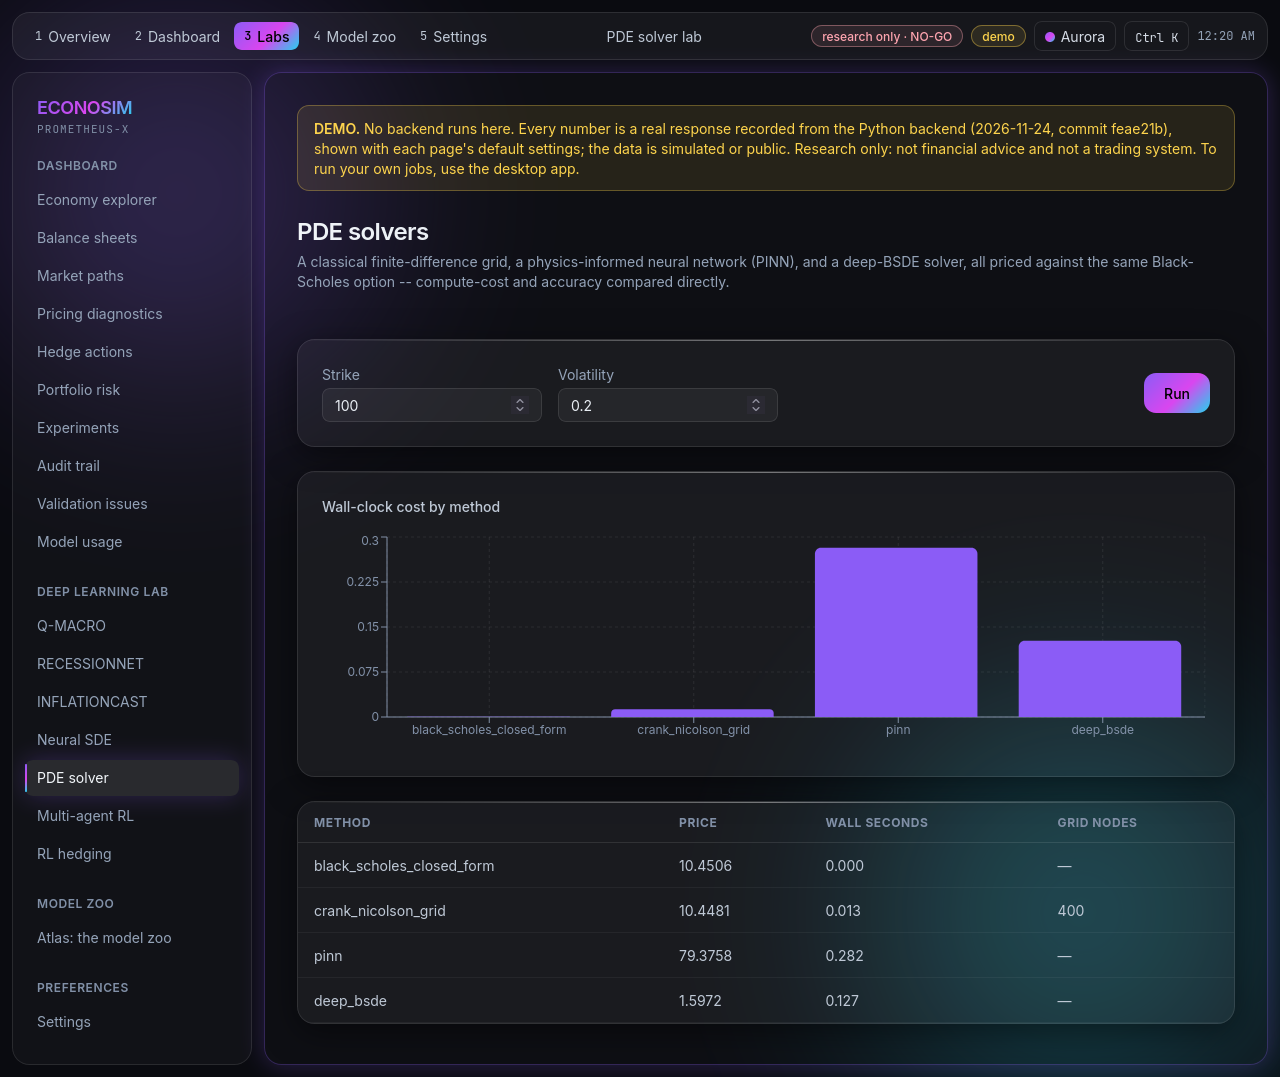 1 Overview 2 Dashboard 3 Labs 4 Model zoo 5 Settings PDE solver lab research only · NO-GO demo Aurora Ctrl K 12:20 AM
ECONOSIM
PROMETHEUS-X
DASHBOARD
Economy explorer
Balance sheets
Market paths
Pricing diagnostics
Hedge actions
Portfolio risk
Experiments
Audit trail
Validation issues
Model usage
DEEP LEARNING LAB
Q-MACRO
RECESSIONNET
INFLATIONCAST
Neural SDE
PDE solver
Multi-agent RL
RL hedging
MODEL ZOO
Atlas: the model zoo
PREFERENCES
Settings
DEMO. No backend runs here. Every number is a real response recorded from the Python backend (2026-11-24, commit feae21b),
shown with each page's default settings; the data is simulated or public. Research only: not financial advice and not a trading system. To
run your own jobs, use the desktop app.
PDE solvers
A classical finite-difference grid, a physics-informed neural network (PINN), and a deep-BSDE solver, all priced against the same Black-
Scholes option -- compute-cost and accuracy compared directly.
Strike Volatility
100 0.2 Run
Wall-clock cost by method
0.3
0.225
0.15
0.075
0
black_scholes_closed_form crank_nicolson_grid pinn deep_bsde
METHOD PRICE WALL SECONDS GRID NODES
black_scholes_closed_form 10.4506 0.000 —
crank_nicolson_grid 10.4481 0.013 400
pinn 79.3758 0.282 —
deep_bsde 1.5972 0.127 —